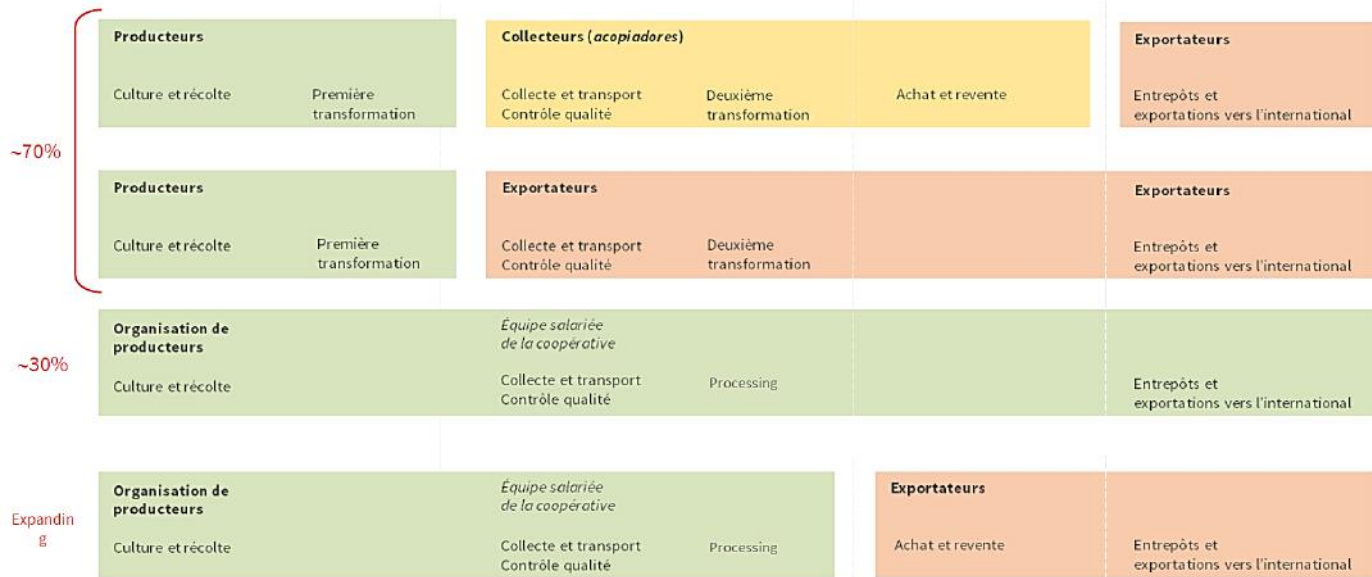 ~70%
Producteurs
Culture et récolte
Première
transformation
Collecteurs (acopiadores)
Collecte et transport
Contrôle qualité
Deuxième
transformation
Achat et revente
Exportateurs
Entrepôts et
exportations vers l'international
Producteurs
Culture et récolte
Première
transformation
Exportateurs
Collecte et transport
Contrôle qualité
Deuxième
transformation
Exportateurs
Entrepôts et
exportations vers l'international
~30%
Organisation de
producteurs
Culture et récolte
Équipe salariée
de la coopérative
Collecte et transport
Contrôle qualité
Processing
Entrepôts et
exportations vers l'international
Expandin
g
Organisation de
producteurs
Culture et récolte
Équipe salariée
de la coopérative
Collecte et transport
Contrôle qualité
Processing
Exportateurs
Achat et revente
Entrepôts et
exportations vers l'international